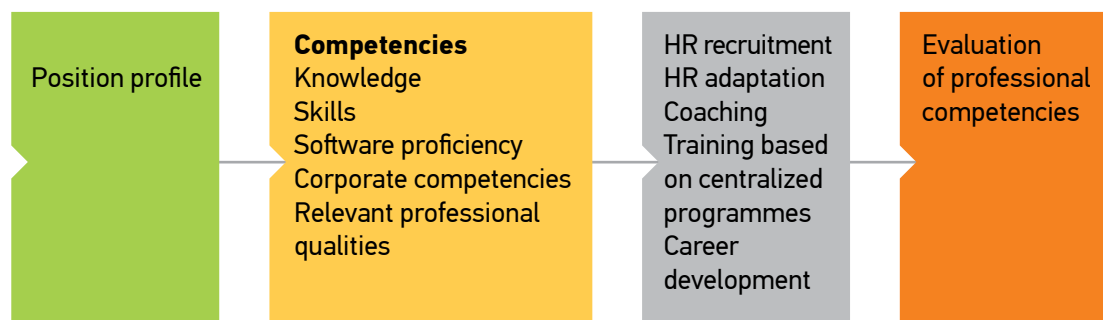 Position profile
Competencies
Knowledge
Skills
Software proficiency
Corporate competencies
Relevant professional
qualities
HR recruitment
HR adaptation
Coaching
Training based
on centralized
programmes
Career
development
Evaluation
of professional
competencies